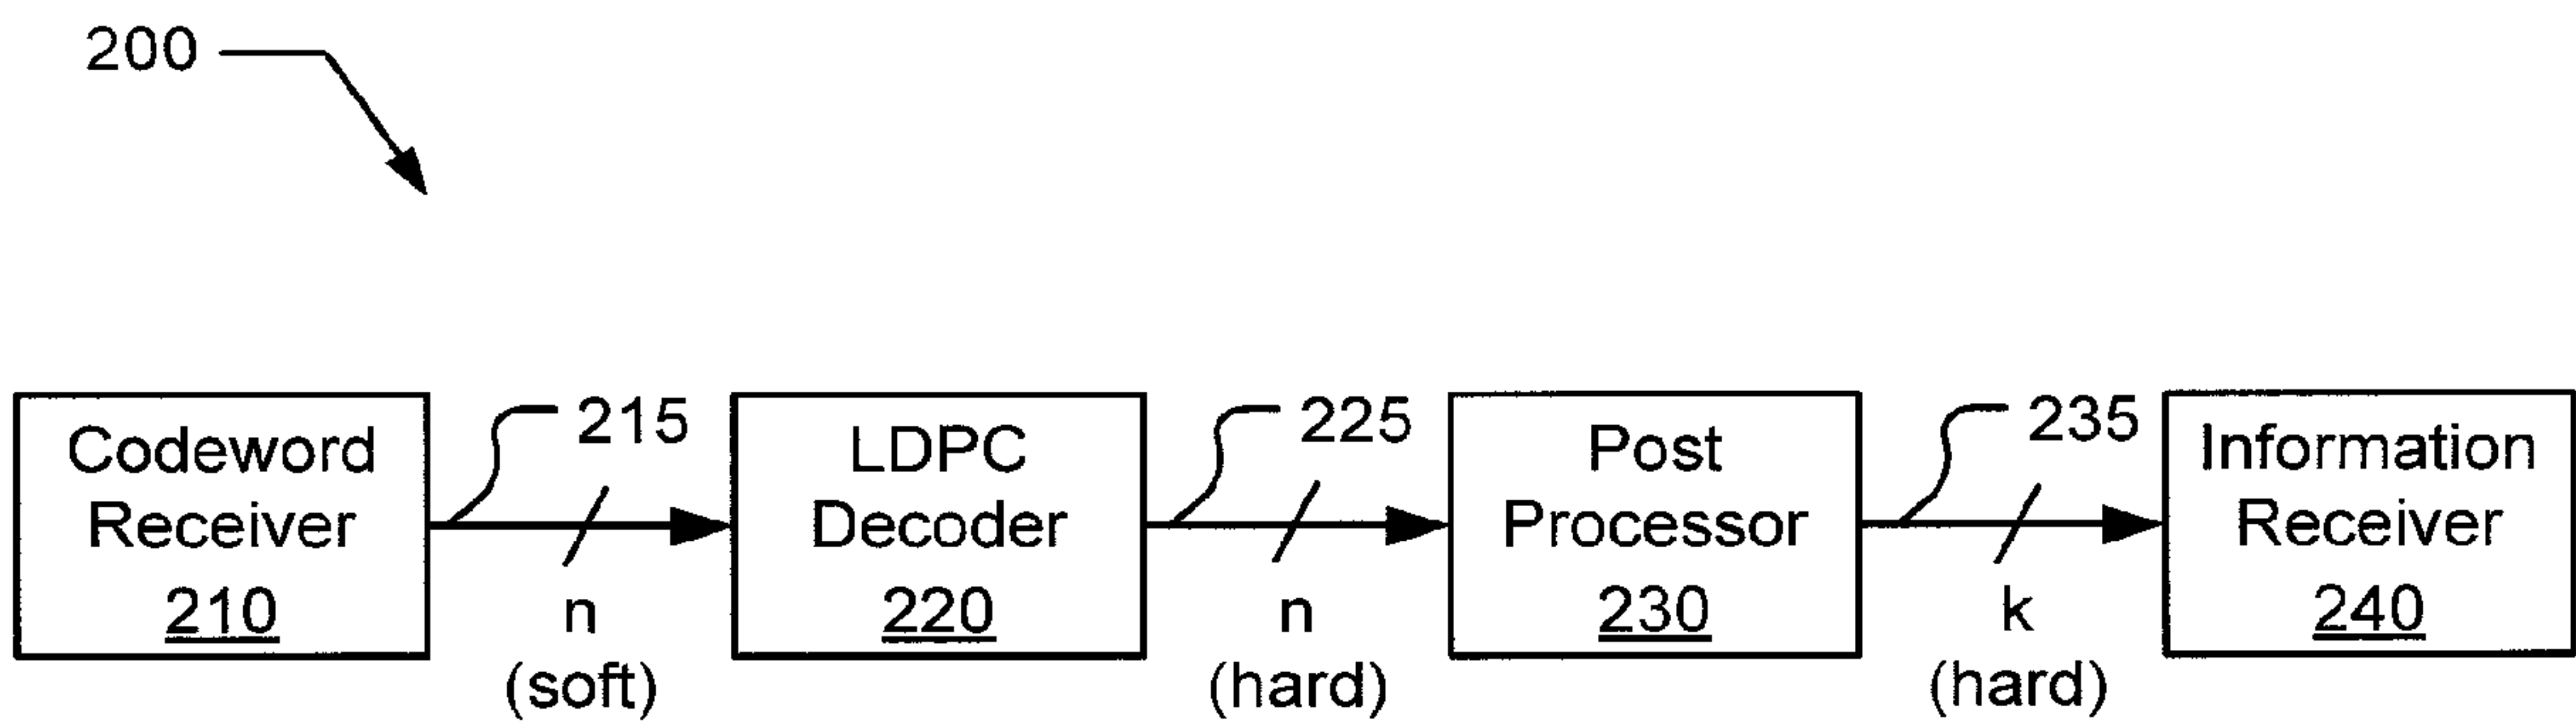 200
Codeword
Receiver
210
215
n
(soft)
LDPC
Decoder
220
225
n
(hard)
Post
Processor
230
235
k
(hard)
Information
Receiver
240